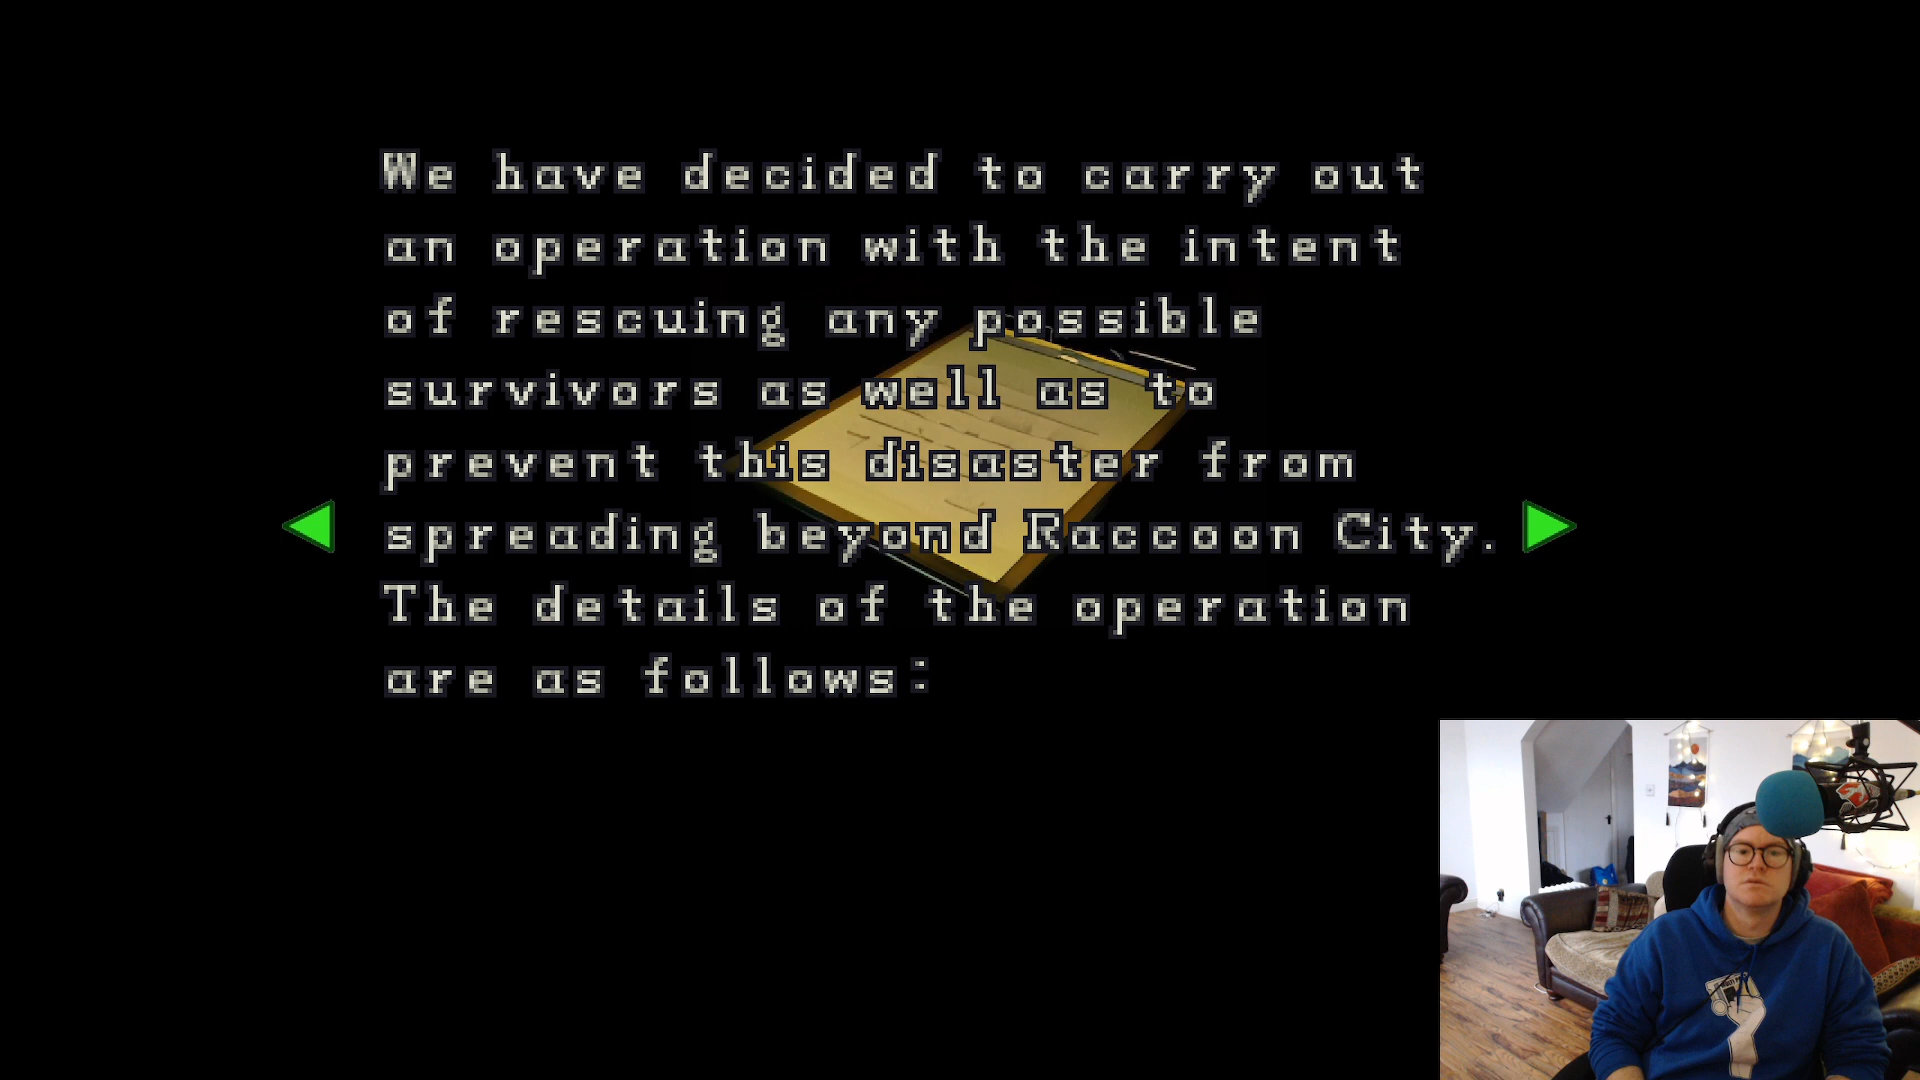 We have decided to carry out
an operation with the intent
of rescuing any possible
survivors as well as to
prevent this disaster from
spreading beyond Raccoon City.
The details of the operation
are as follows: